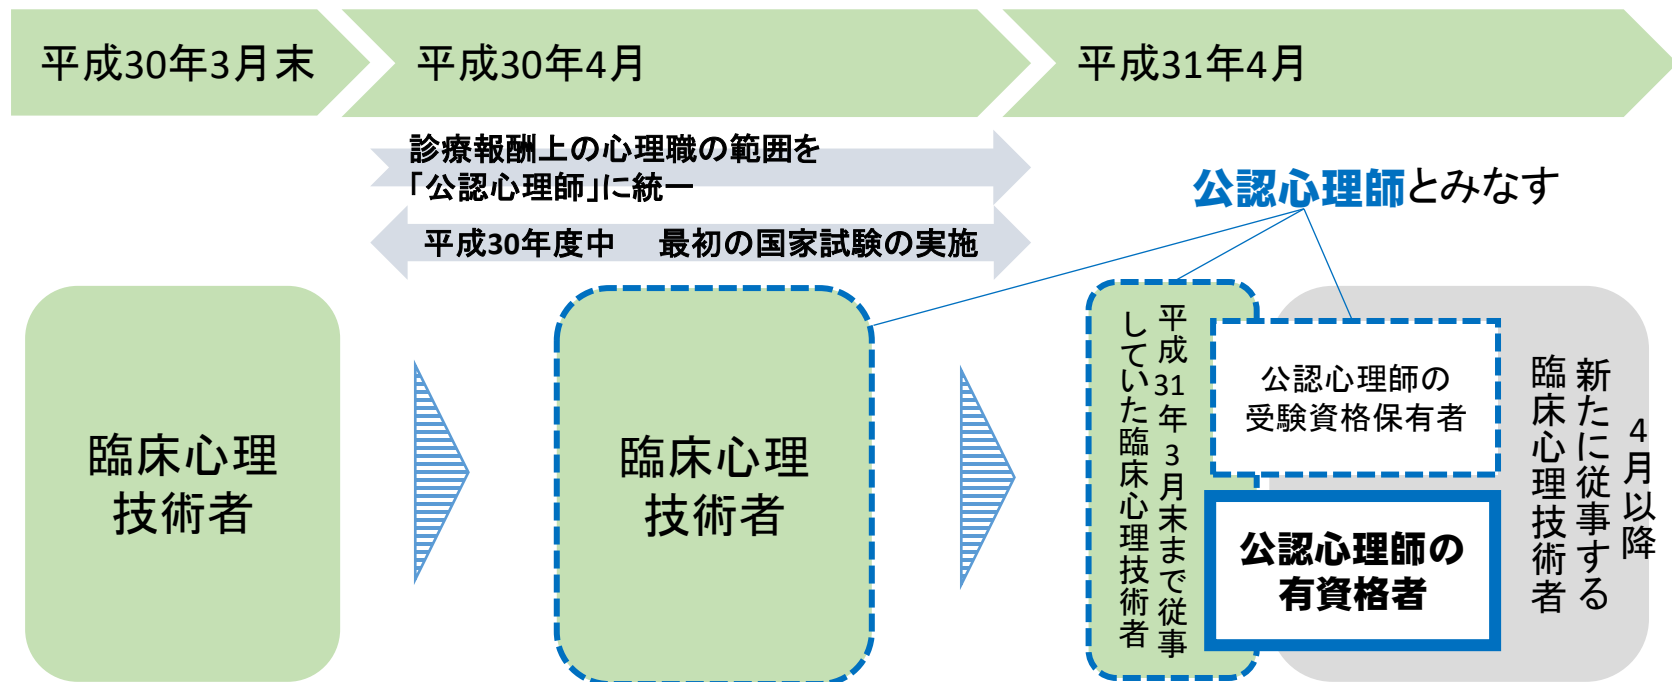 平成30年3月末
平成30年4月
平成31年4月
診療報酬上の心理職の範囲を
「公認心理師」に統一
平成30年度中　最初の国家試験の実施
公認心理師とみなす
臨床心理
技術者
臨床心理
技術者
平成31年3月末まで従事
していた臨床心理技術者
公認心理師の
受験資格保有者
公認心理師の
有資格者
4月以降
新たに従事する
臨床心理技術者